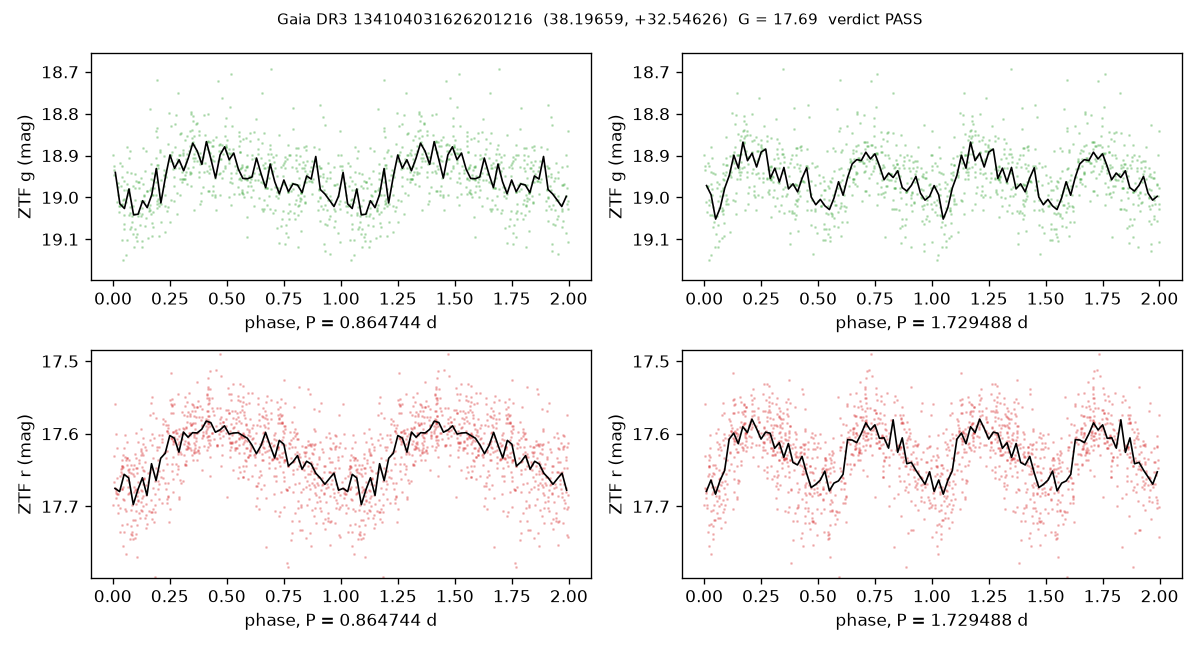 Gaia DR3 134104031626201216  (38.19659, +32.54626)  G = 17.69  verdict PASS
ZTF g (mag)
18.7
18.8
18.9
19.0
19.1
0.00 0.25 0.50 0.75 1.00 1.25 1.50 1.75 2.00
phase, P = 0.864744 d
ZTF g (mag)
18.7
18.8
18.9
19.0
19.1
0.00 0.25 0.50 0.75 1.00 1.25 1.50 1.75 2.00
phase, P = 1.729488 d
ZTF r (mag)
17.5
17.6
17.7
0.00 0.25 0.50 0.75 1.00 1.25 1.50 1.75 2.00
phase, P = 0.864744 d
ZTF r (mag)
17.5
17.6
17.7
0.00 0.25 0.50 0.75 1.00 1.25 1.50 1.75 2.00
phase, P = 1.729488 d